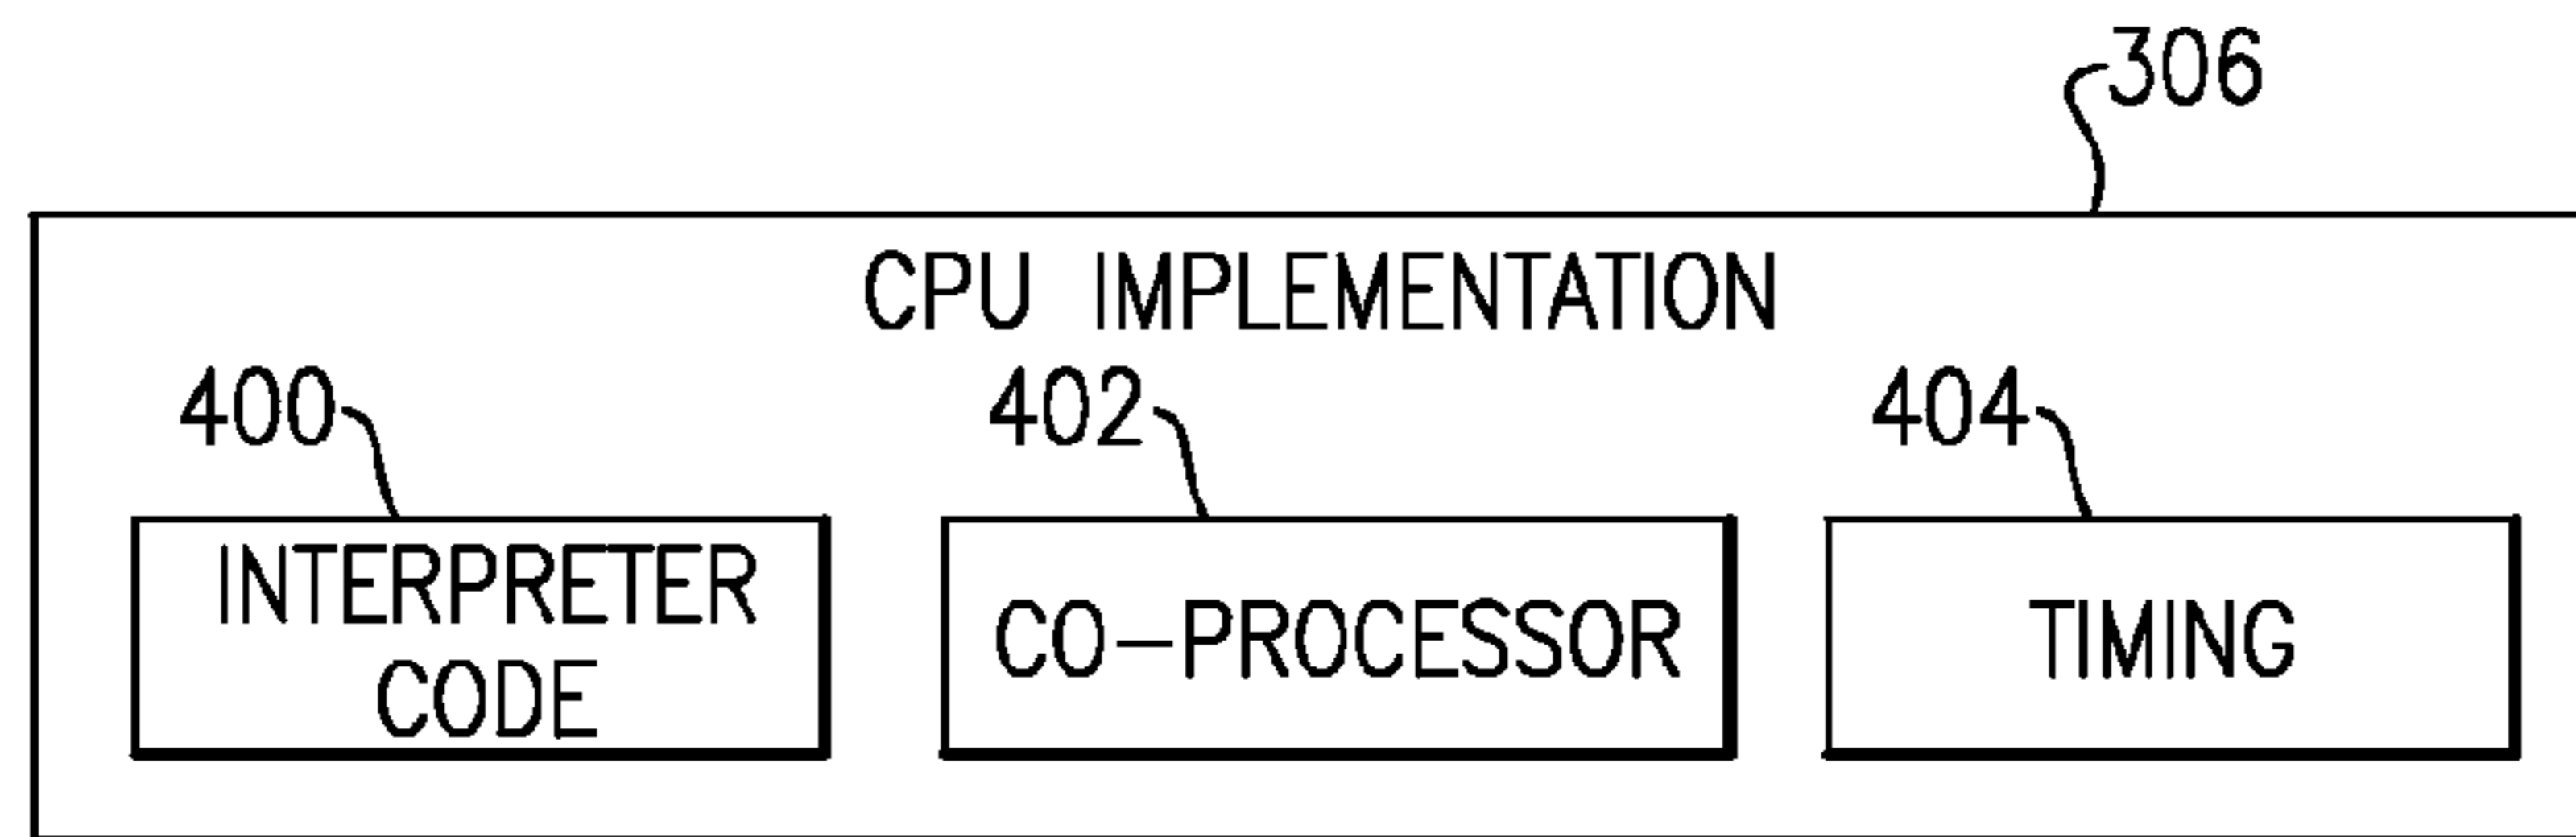 306
CPU IMPLEMENTATION
400
402
404
INTERPRETER
CODE
CO-PROCESSOR
TIMING